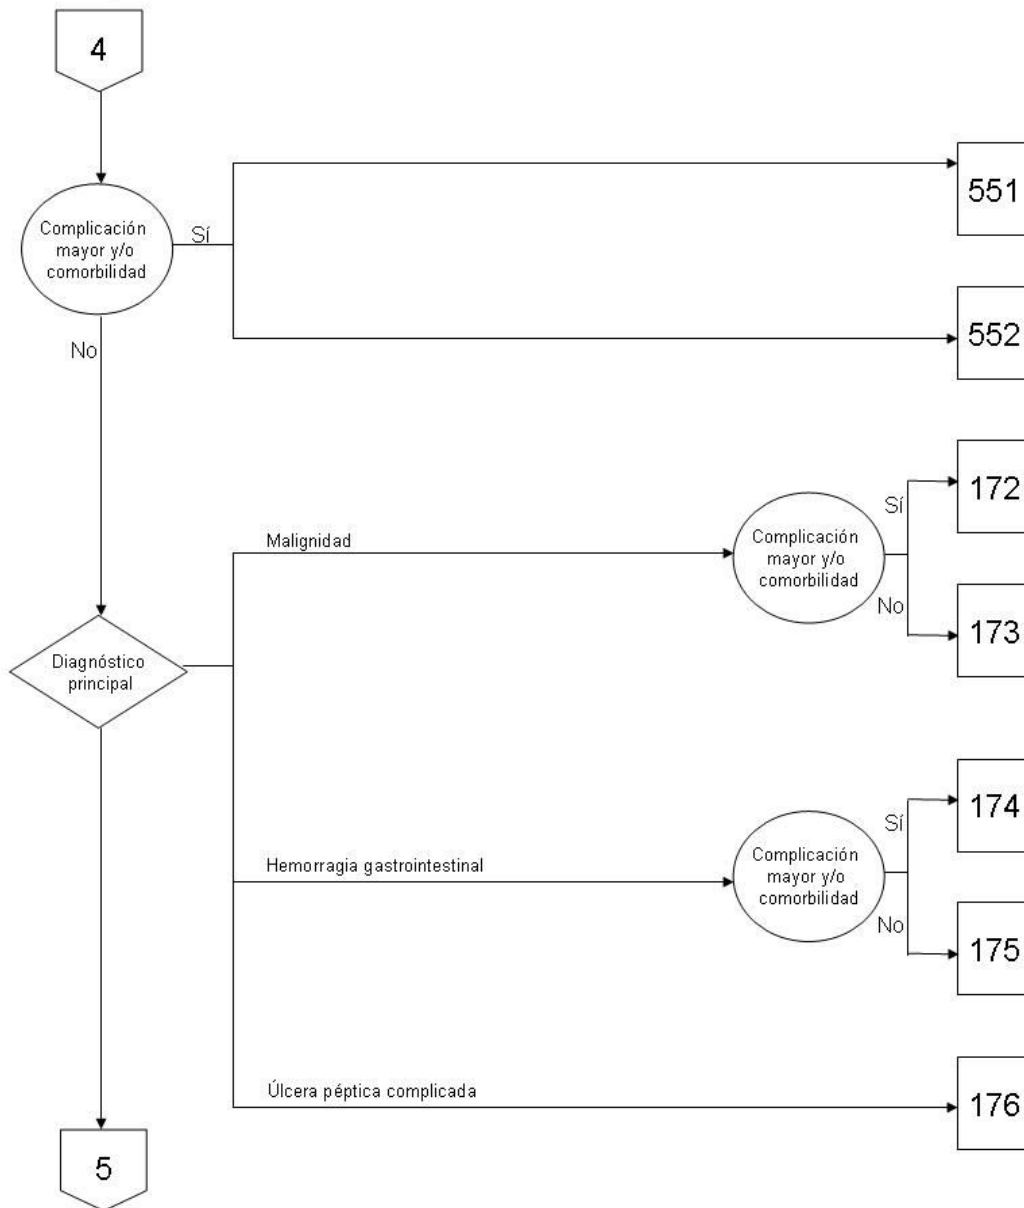 4
Complicación
mayor y/o
comorbilidad
Sí
551
552
No
Malignidad
Complicación
mayor y/o
comorbilidad
Sí
No
172
173
Diagnóstico
principal
Hemorragia gastrointestinal
Complicación
mayor y/o
comorbilidad
Sí
No
174
175
Úlcera péptica complicada
176
5